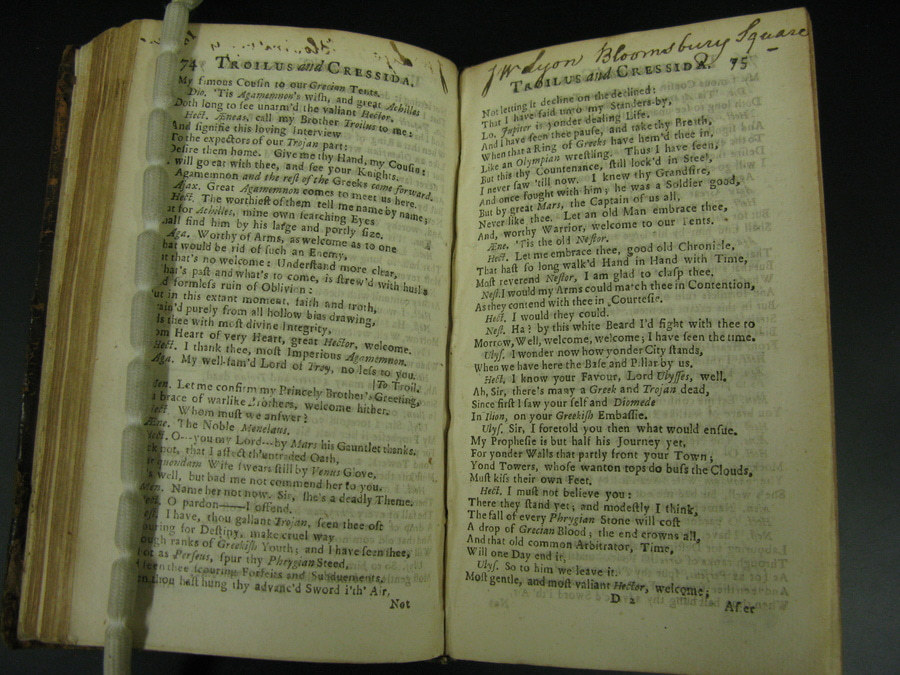 74 TROILUS and CRESSIDA.
My famous Cousin to our Grecian Tents.
Dio. 'Tis Agamemnon's wish, and great Achilles
Doth long to see unarm'd the valiant Hector.
Hect. Æneas, call my Brother Troilus to me:
And signifie this loving Interview
To the expectors of our Trojan part:
Desire them home. Give me thy Hand, my Cousin:
will go eat with thee, and see your Knights.
Agamemnon and the rest of the Greeks come forward.
Ajax. Great Agamemnon comes to meet us here.
Hect. The worthiest of them tell me name by name;
for Achilles, mine own searching Eyes
hall find him by his large and portly size.
Aga. Worthy of Arms, as welcome as to one
hat would be rid of such an Enemy,
t that's no welcome: Understand more clear,
hat's past and what's to come, is strew'd with husks
d formless ruin of Oblivion:
ut in this extant moment, faith and troth,
ain'd purely from all hollow bias drawing,
ds thee with most divine Integrity,
om Heart of very Heart, great Hector, welcome.
Hect. I thank thee, most Imperious Agamemnon.
Aga. My well-fam'd Lord of Troy, no less to you.
[To Troil.
Men. Let me confirm my Princely Brother's Greeting,
brace of warlike Brothers, welcome hither.
Hect. Whom must we answer?
Æne. The Noble Menelaus.
Hect. O---you my Lord---by Mars his Gauntlet thanks.
ck not, that I affect th'untraded Oath,
r quondam Wife swears still by Venus Glove,
's well, but bad me not commend her to you.
Men. Name her not now, Sir, she's a deadly Theme.
Hect. O pardon——I offend.
Nest. I have, thou gallant Trojan, seen thee oft
ouring for Destiny, make cruel way
ough ranks of Greekish Youth; and I have seen thee,
ot as Perseus, spur thy Phrygian Steed,
d seen thee scouring Forfeits and Subduements,
en thou hast hung thy advanc'd Sword i'th' Air,
Not
J W Lyon Bloomsbury Square
TROILUS and CRESSIDA. 75
Not letting it decline on the declined:
That I have said unto my Standers-by,
Lo, Jupiter is yonder dealing Life.
And I have seen thee pause, and take thy Breath,
When that a Ring of Greeks have hem'd thee in,
Like an Olympian wrestling. Thus I have seen,
But this thy Countenance, still lock'd in Steel,
I never saw 'till now. I knew thy Grandsire,
And once fought with him; he was a Soldier good,
But by great Mars, the Captain of us all,
Never like thee. Let an old Man embrace thee,
And, worthy Warrior, welcome to our Tents.
Æne. 'Tis the old Nestor.
Hect. Let me embrace thee, good old Chronicle,
That hast so long walk'd Hand in Hand with Time,
Most reverend Nestor, I am glad to clasp thee.
Nest. I would my Arms could match thee in Contention,
As they contend with thee in Courtesie.
Hect. I would they could.
Nest. Ha? by this white Beard I'd fight with thee to
Morrow, Well, welcome, welcome; I have seen the time.
Ulys. I wonder now how yonder City stands,
When we have here the Base and Pillar by us.
Hect. I know your Favour, Lord Ulysses, well.
Ah, Sir, there's many a Greek and Trojan dead,
Since first I saw your self and Diomede
In Ilion, on your Greekish Embassie.
Ulys. Sir, I foretold you then what would ensue.
My Prophesie is but half his Journey yet,
For yonder Walls that partly front your Town;
Yond Towers, whose wanton tops do buss the Clouds,
Must kiss their own Feet.
Hect. I must not believe you:
There they stand yet; and modestly I think,
The fall of every Phrygian Stone will cost
A drop of Grecian Blood; the end crowns all,
And that old common Arbitrator, Time,
Will one Day end it.
Ulys. So to him we leave it.
Most gentle, and most valiant Hector, welcome;
D 2 After